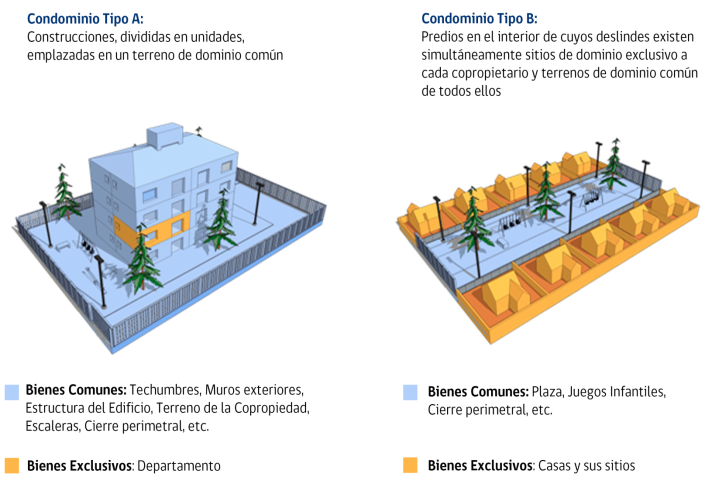 Condominio Tipo A:
Construcciones, divididas en unidades,
emplazadas en un terreno de dominio común
Bienes Comunes: Techumbres, Muros exteriores,
Estructura del Edificio, Terreno de la Copropiedad,
Escaleras, Cierre perimetral, etc.
Bienes Exclusivos: Departamento
Condominio Tipo B:
Predios en el interior de cuyos deslindes existen
simultáneamente sitios de dominio exclusivo a
cada copropietario y terrenos de dominio común
de todos ellos
Bienes Comunes: Plaza, Juegos Infantiles,
Cierre perimetral, etc.
Bienes Exclusivos: Casas y sus sitios